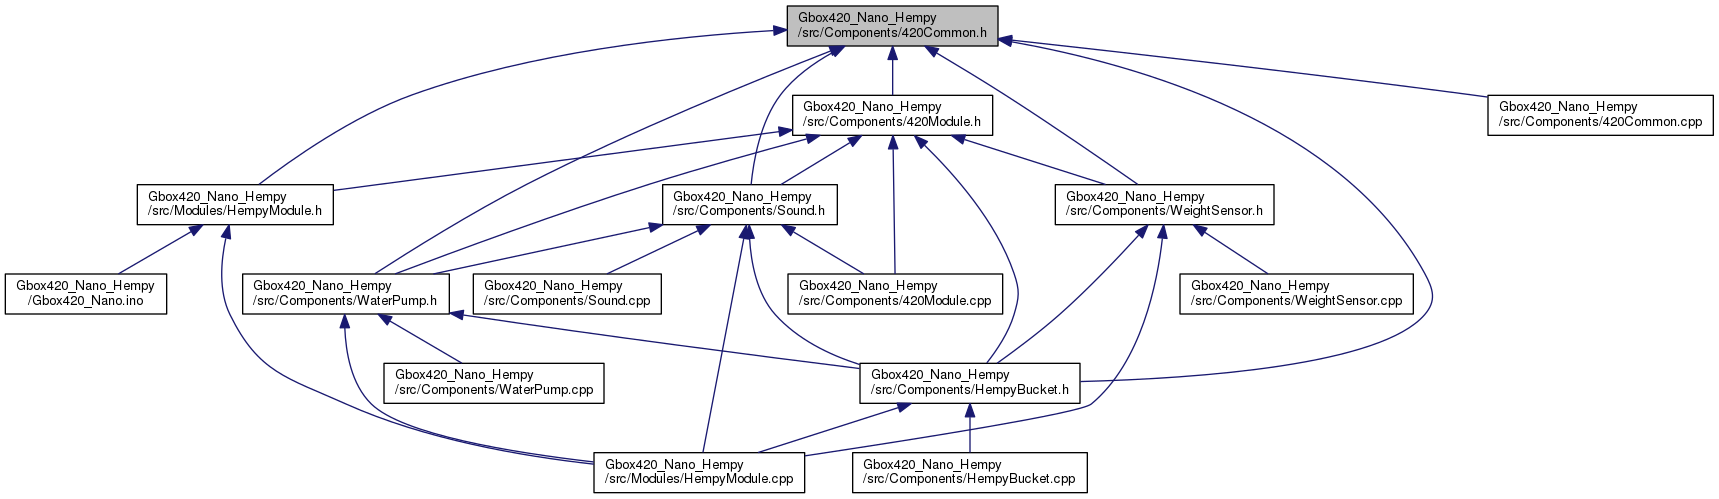 Gbox420_Nano_Hempy
/src/Components/420Common.h
Gbox420_Nano_Hempy
/src/Components/420Module.h
Gbox420_Nano_Hempy
/src/Components/420Common.cpp
Gbox420_Nano_Hempy
/src/Modules/HempyModule.h
Gbox420_Nano_Hempy
/src/Components/Sound.h
Gbox420_Nano_Hempy
/src/Components/WeightSensor.h
Gbox420_Nano_Hempy
/Gbox420_Nano.ino
Gbox420_Nano_Hempy
/src/Components/WaterPump.h
Gbox420_Nano_Hempy
/src/Components/Sound.cpp
Gbox420_Nano_Hempy
/src/Components/420Module.cpp
Gbox420_Nano_Hempy
/src/Components/WeightSensor.cpp
Gbox420_Nano_Hempy
/src/Components/WaterPump.cpp
Gbox420_Nano_Hempy
/src/Components/HempyBucket.h
Gbox420_Nano_Hempy
/src/Modules/HempyModule.cpp
Gbox420_Nano_Hempy
/src/Components/HempyBucket.cpp